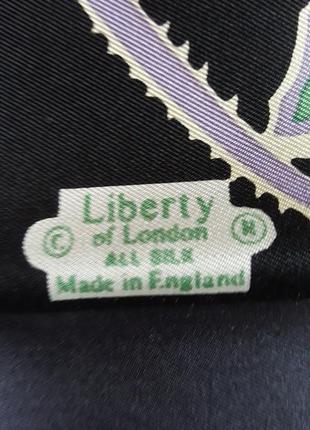 Liberty
© of London ®
ALL SILK
Made in England